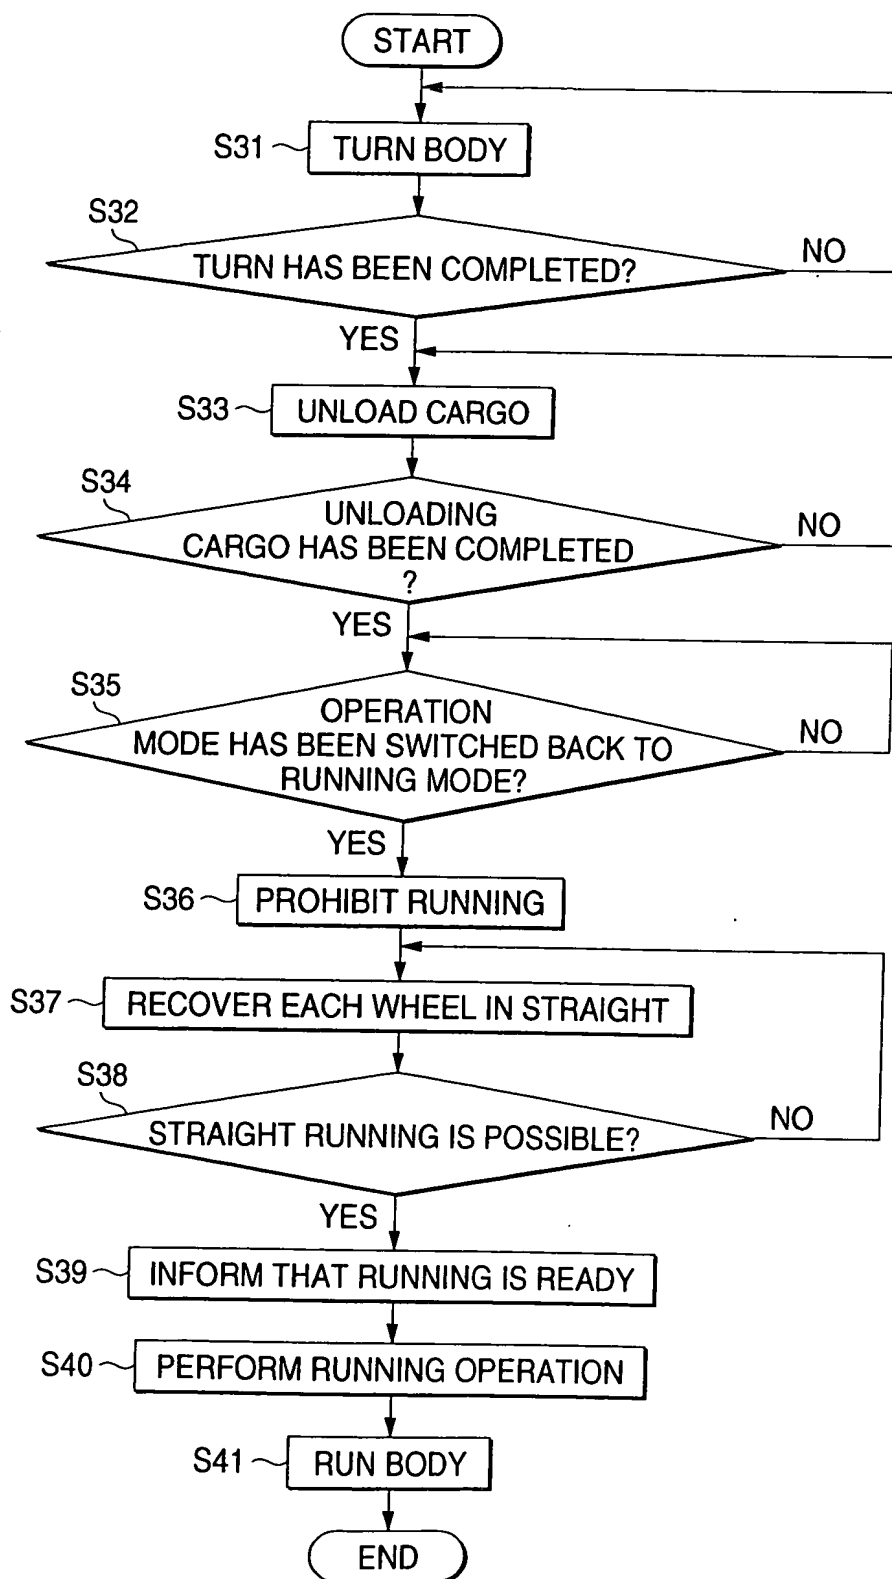 START
S31
TURN BODY
S32
TURN HAS BEEN COMPLETED?
NO
YES
S33
UNLOAD CARGO
S34
UNLOADING
CARGO HAS BEEN COMPLETED
?
NO
YES
S35
OPERATION
MODE HAS BEEN SWITCHED BACK TO
RUNNING MODE?
NO
YES
S36
PROHIBIT RUNNING
S37
RECOVER EACH WHEEL IN STRAIGHT
S38
STRAIGHT RUNNING IS POSSIBLE?
NO
YES
S39
INFORM THAT RUNNING IS READY
S40
PERFORM RUNNING OPERATION
S41
RUN BODY
END